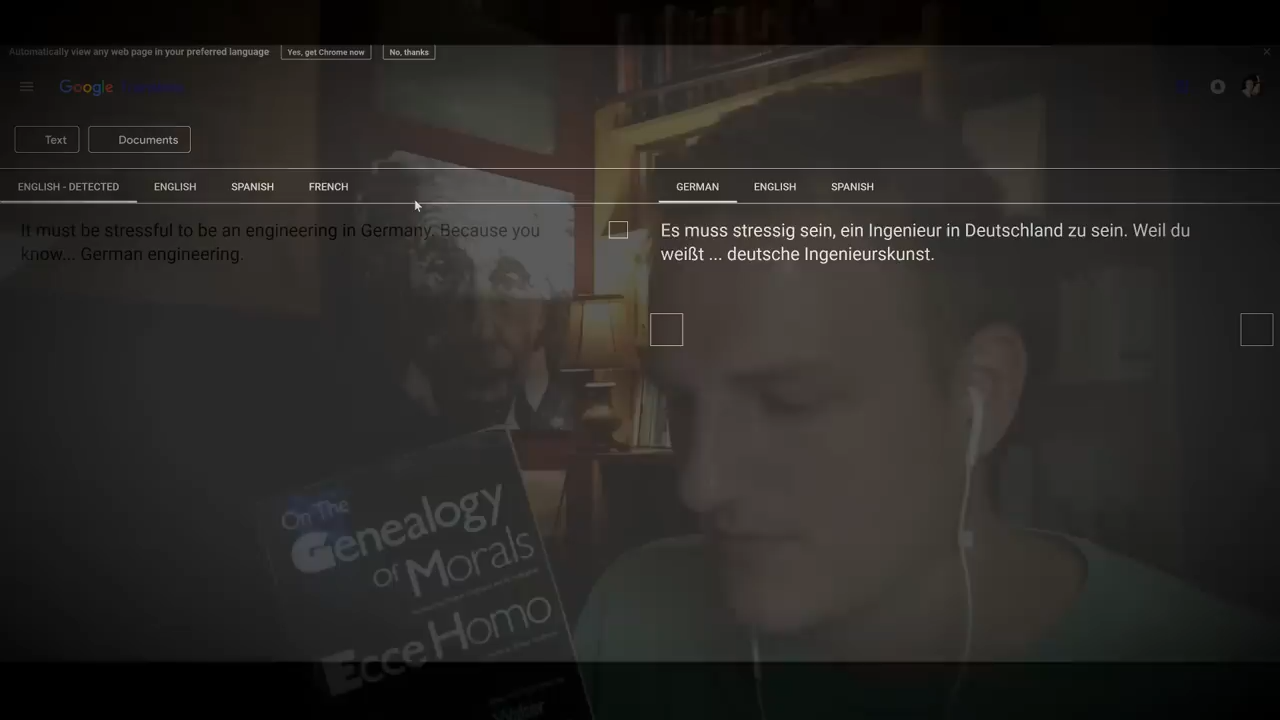 Automatically view any web page in your preferred language
Yes, get Chrome now
No, thanks
Google Translate
Text
Documents
ENGLISH - DETECTED
ENGLISH
SPANISH
FRENCH
GERMAN
ENGLISH
SPANISH
It must be stressful to be an engineering in Germany. Because you
know... German engineering.
Es muss stressig sein, ein Ingenieur in Deutschland zu sein. Weil du
weißt ... deutsche Ingenieurskunst.
On The
Genealogy
of Morals
Ecce Homo